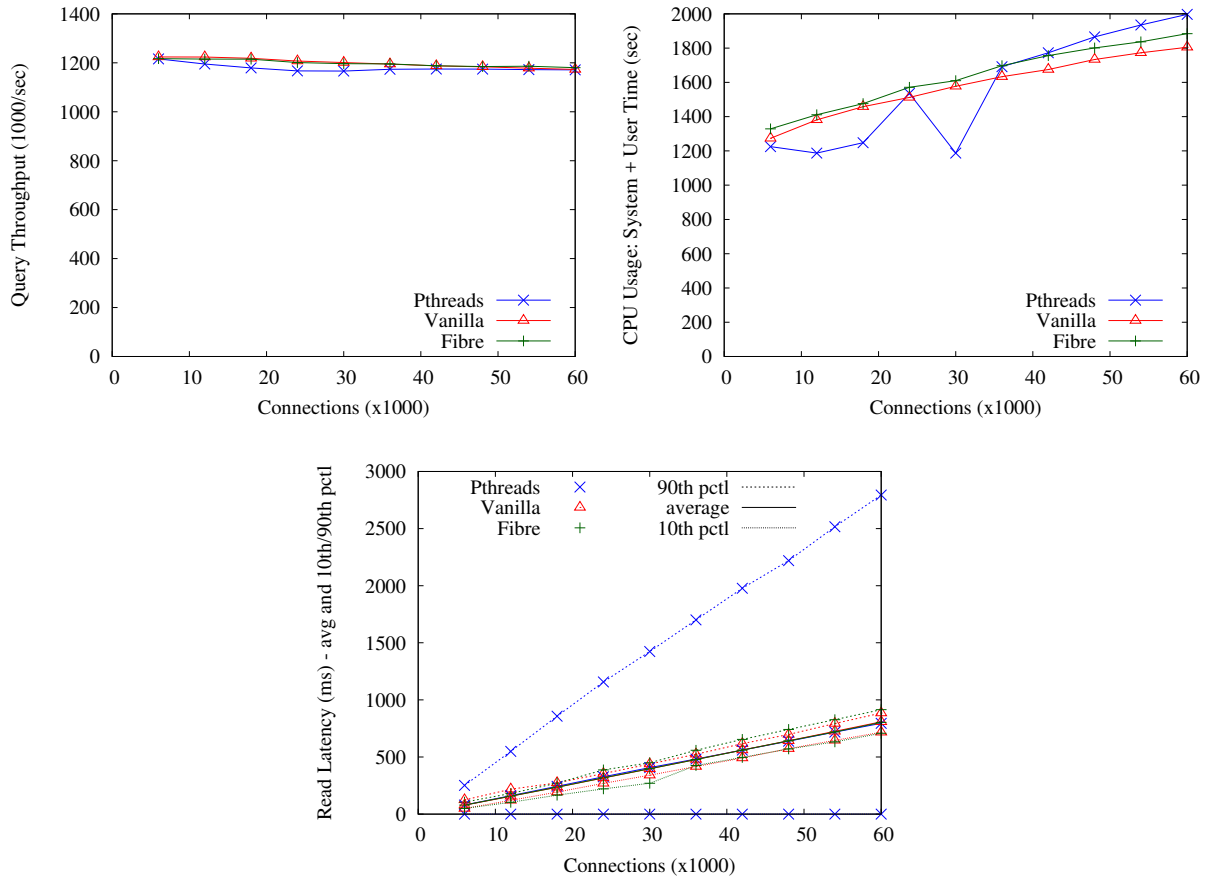 Query Throughput (1000/sec)
1400
1200
1000
800
600
400
200
0
Pthreads
Vanilla
Fibre
0 10 20 30 40 50 60
Connections (x1000)
CPU Usage: System + User Time (sec)
2000
1800
1600
1400
1200
1000
800
600
400
200
0
Pthreads
Vanilla
Fibre
0 10 20 30 40 50 60
Connections (x1000)
Read Latency (ms) - avg and 10th/90th pctl
3000
2500
2000
1500
1000
500
0
Pthreads
Vanilla
Fibre
90th pctl
average
10th pctl
0 10 20 30 40 50 60
Connections (x1000)